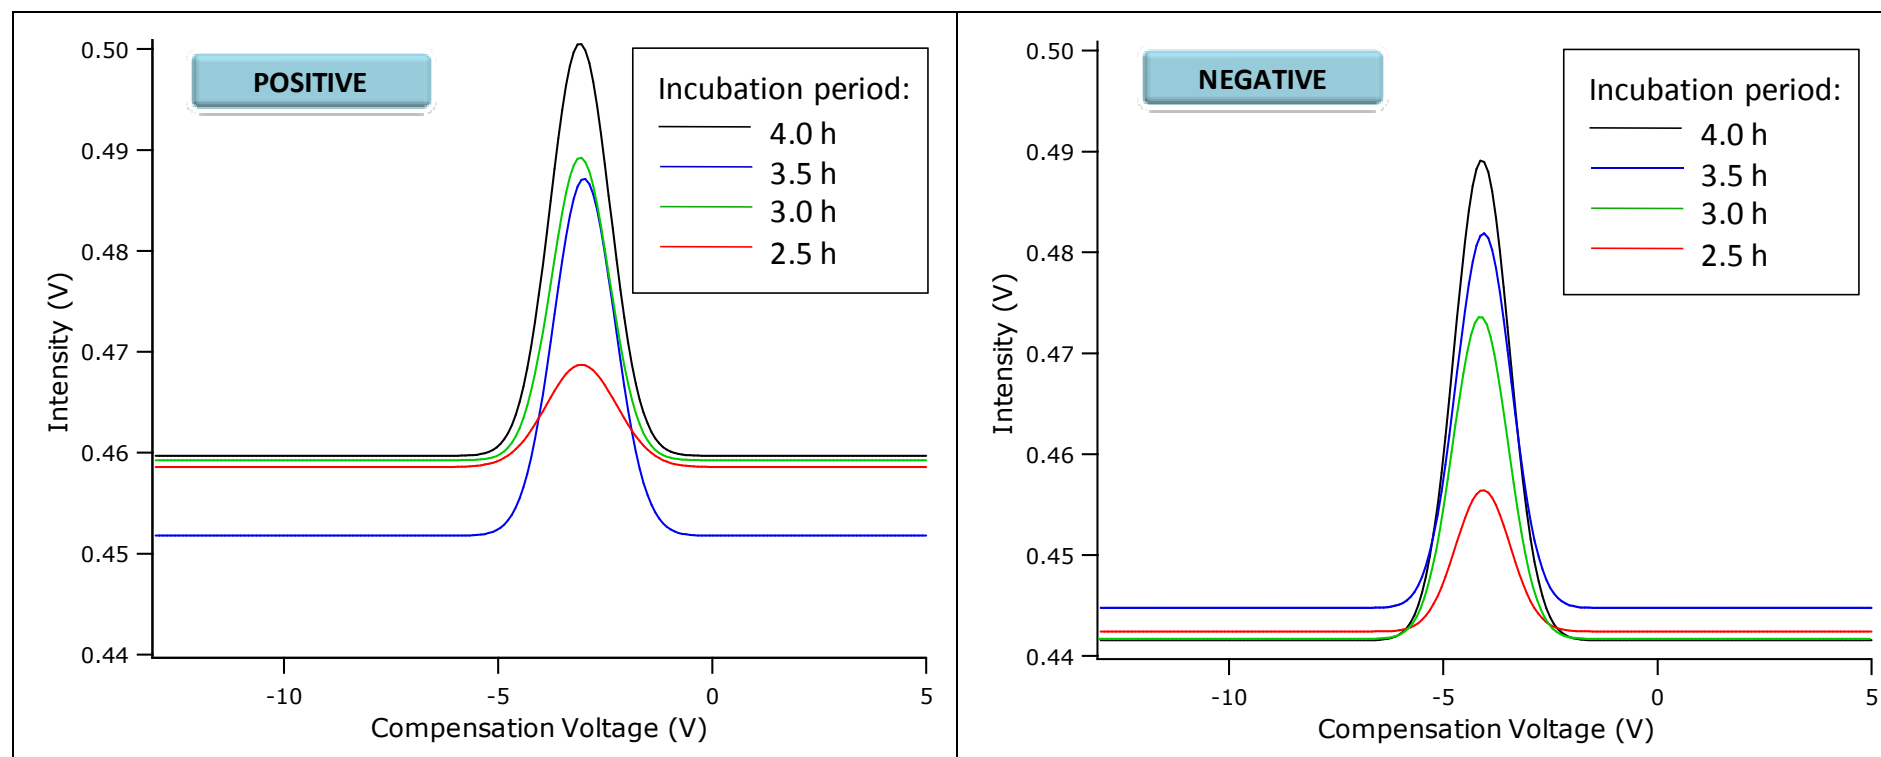 POSITIVE
Incubation period:
4.0 h
3.5 h
3.0 h
2.5 h
0.50
0.49
0.48
0.47
0.46
0.45
0.44
Intensity (V)
-10
-5
0
5
Compensation Voltage (V)
NEGATIVE
Incubation period:
4.0 h
3.5 h
3.0 h
2.5 h
0.50
0.49
0.48
0.47
0.46
0.45
0.44
Intensity (V)
-10
-5
0
5
Compensation Voltage (V)